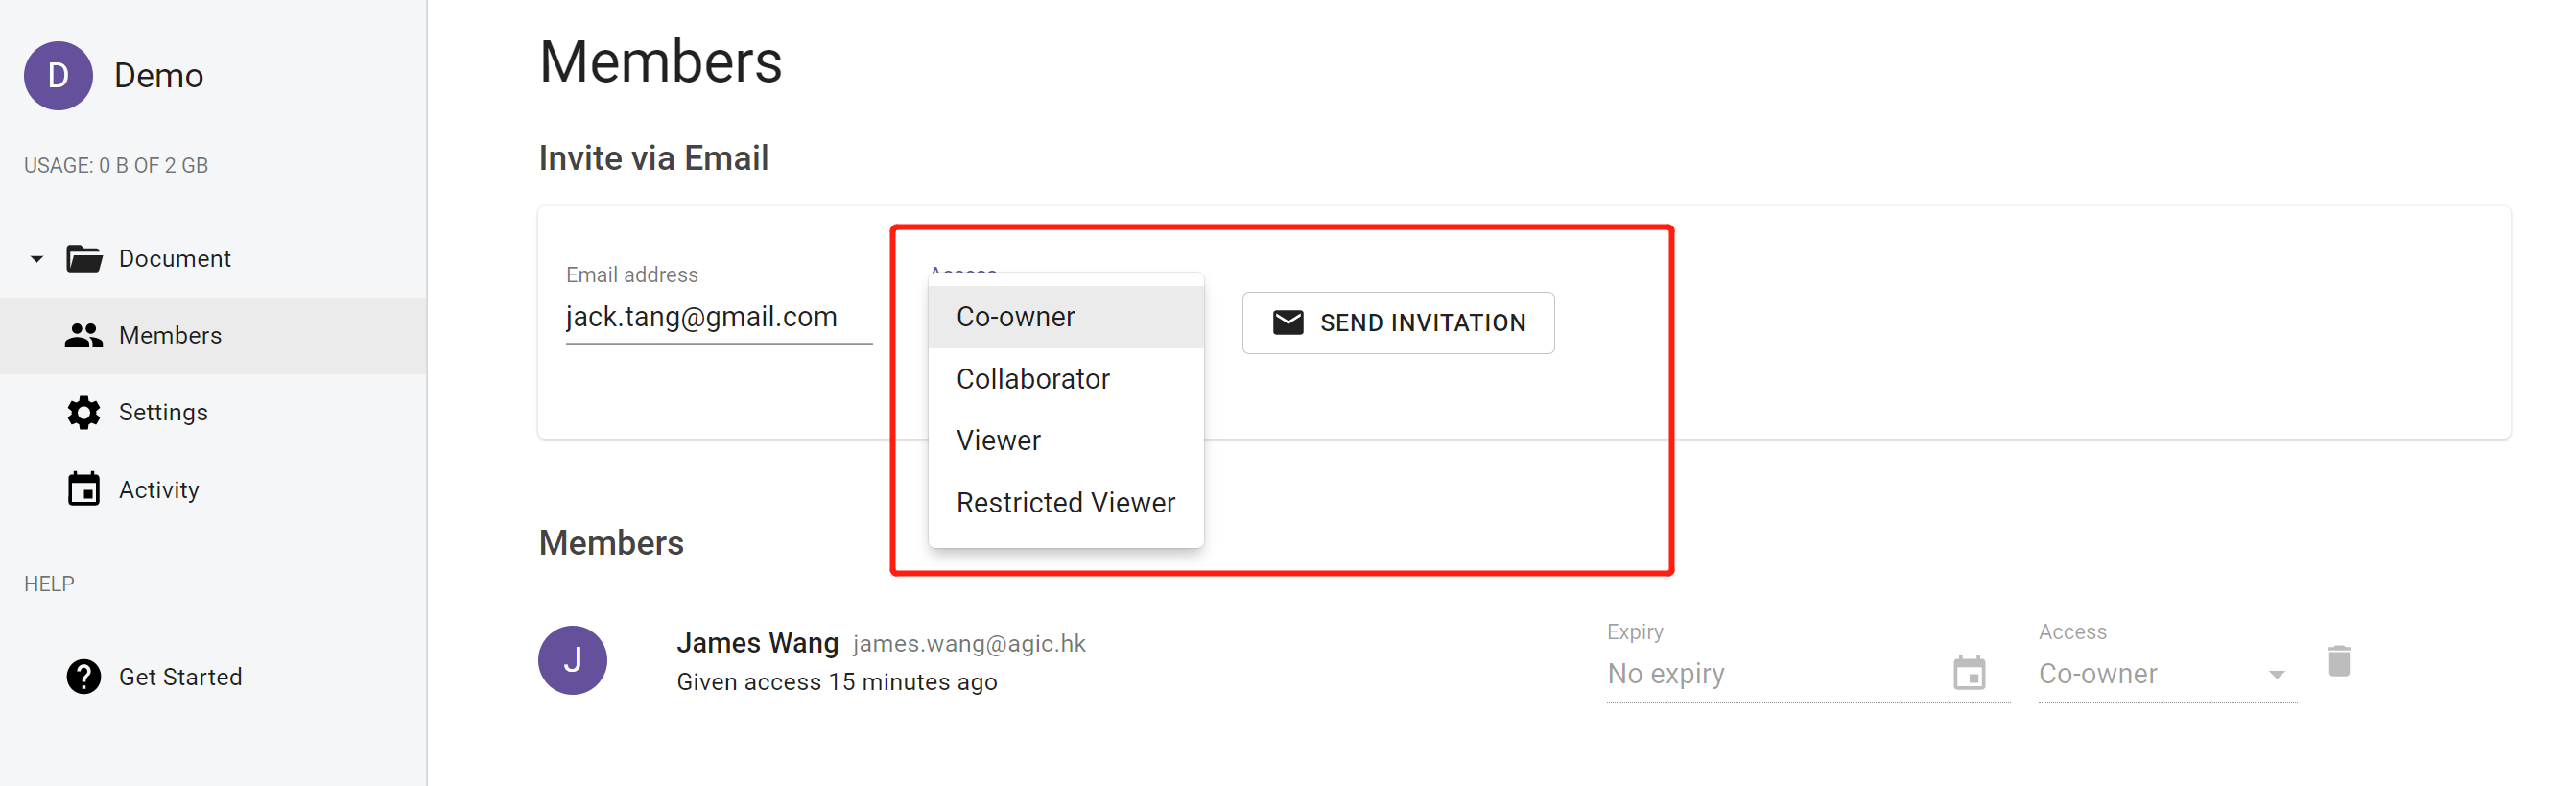 D Demo
USAGE: 0 B OF 2 GB
Document
Members
Settings
Activity
HELP
? Get Started
Members
Invite via Email
Email address
jack.tang@gmail.com
Access
Co-owner
Collaborator
Viewer
Restricted Viewer
SEND INVITATION
Members
J
James Wang james.wang@agic.hk
Given access 15 minutes ago
Expiry
No expiry
Access
Co-owner